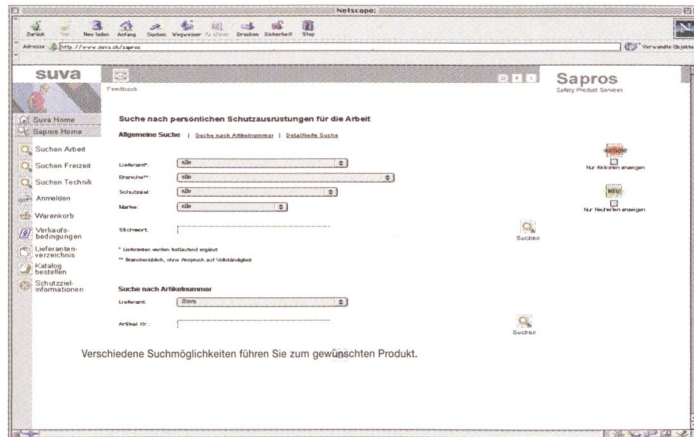 Netscape:
Zurück Vor Neu laden Anfang Suchen Wegweiser Drucken Sicherheit Stop
Adresse http://www.suva.ch/sapros Verwandte Objekte
suva
Feedback
Sapros
Safety Product Services
Suva Home
Sapros Home
Suchen Arbeit
Suchen Freizeit
Suchen Technik
Anmelden
Warenkorb
Verkaufs-
bedingungen
Lieferanten-
verzeichnis
Katalog
bestellen
Schutzziel-
informationen
Suche nach persönlichen Schutzausrüstungen für die Arbeit
Allgemeine Suche | Suche nach Artikelnummer | Detaillierte Suche
Lieferant*: alle
Branche**: alle
Schutzziel: alle
Marke: alle
Stichwort:
Suchen
* Lieferanten werden fortlaufend ergänzt
** Branchenüblich, ohne Anspruch auf Vollständigkeit
Nur Aktionen anzeigen
NEU!
Nur Neuheiten anzeigen
Suche nach Artikelnummer
Lieferant: Suva
Artikel Nr.:
Suchen
Verschiedene Suchmöglichkeiten führen Sie zum gewünschten Produkt.